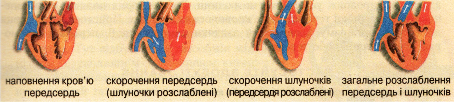 наповнення кров'ю
передсердь
скорочення передсердь
(шлуночки розслаблені)
скорочення шлуночків
(передсердя розслаблені)
загальне розслаблення
передсердь і шлуночків